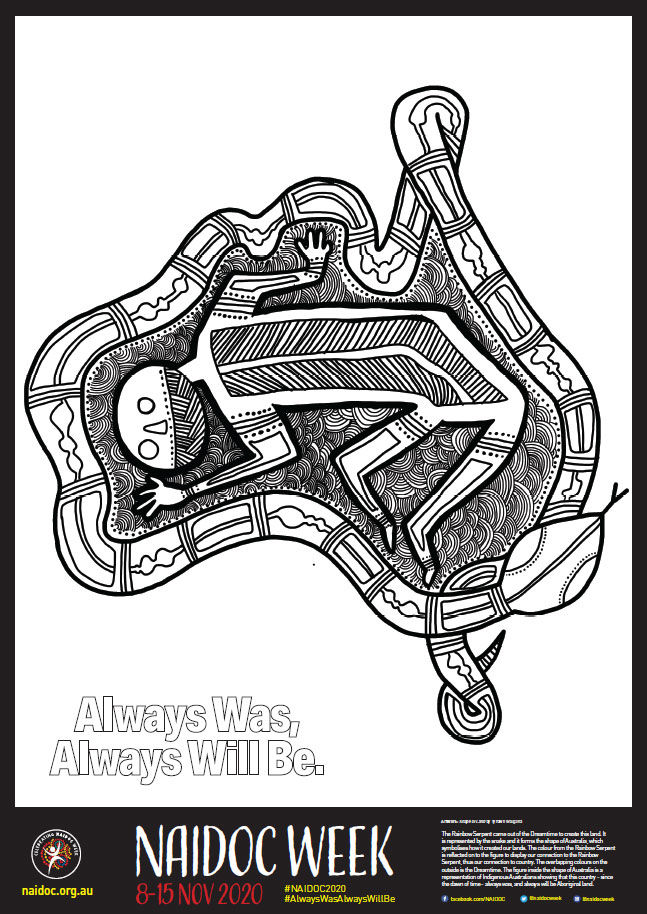 Always Was,
Always Will Be.
CELEBRATING NAIDOC WEEK
naidoc.org.au
NAIDOC WEEK
8-15 NOV 2020
#NAIDOC2020
#AlwaysWasAlwaysWillBe
The Rainbow Serpent came out of the Dreamtime to create this land. It
is represented by the snake and it forms the shape of Australia, which
symbolises how it created our lands. The colour from the Rainbow Serpent
is reflected on to the figure to display our connection to the Rainbow
Serpent, thus our connection to country. The overlapping colours on the
outside is the Dreamtime. The figure inside the shape of Australia is a
representation of Indigenous Australians showing that this country - since
the dawn of time - always was, and always will be Aboriginal land.
facebook.com/NAIDOC
@naidocweek
@naidocweek